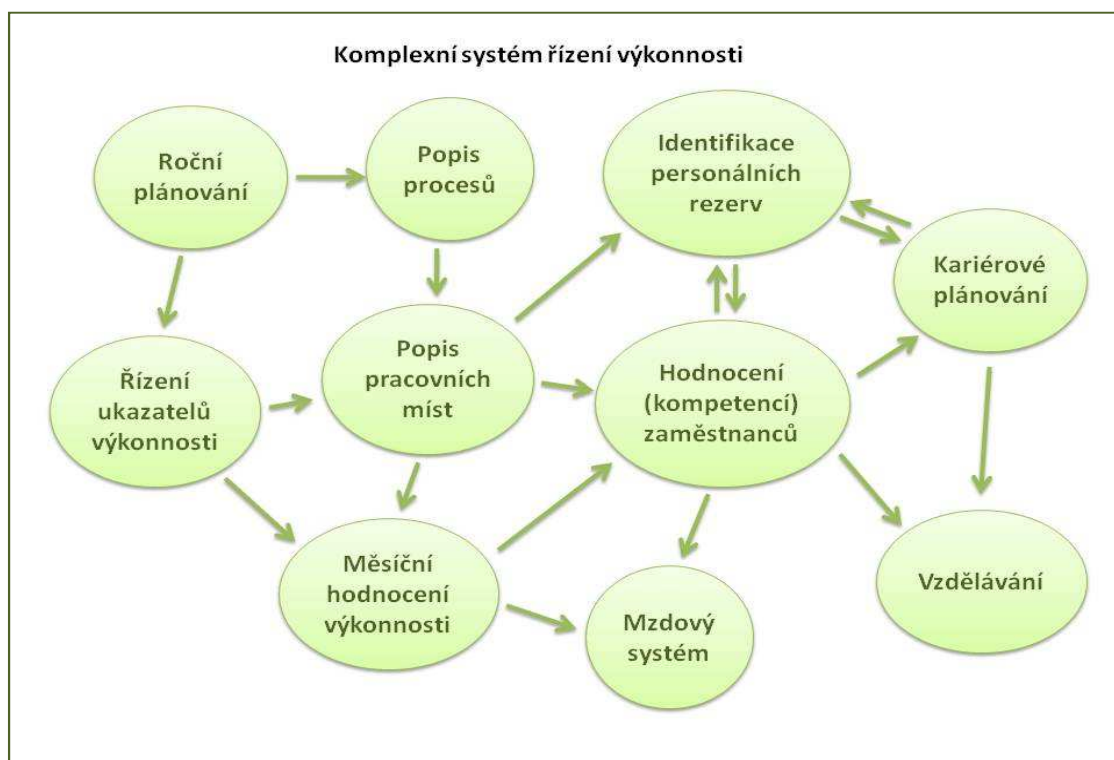 Komplexní systém řízení výkonnosti
Roční
plánování
Popis
procesů
Identifikace
personálních
rezerv
Kariérové
plánování
Řízení
ukazatelů
výkonnosti
Popis
pracovních
míst
Hodnocení
(kompetencí)
zaměstnanců
Měsíční
hodnocení
výkonnosti
Mzdový
systém
Vzdělávání